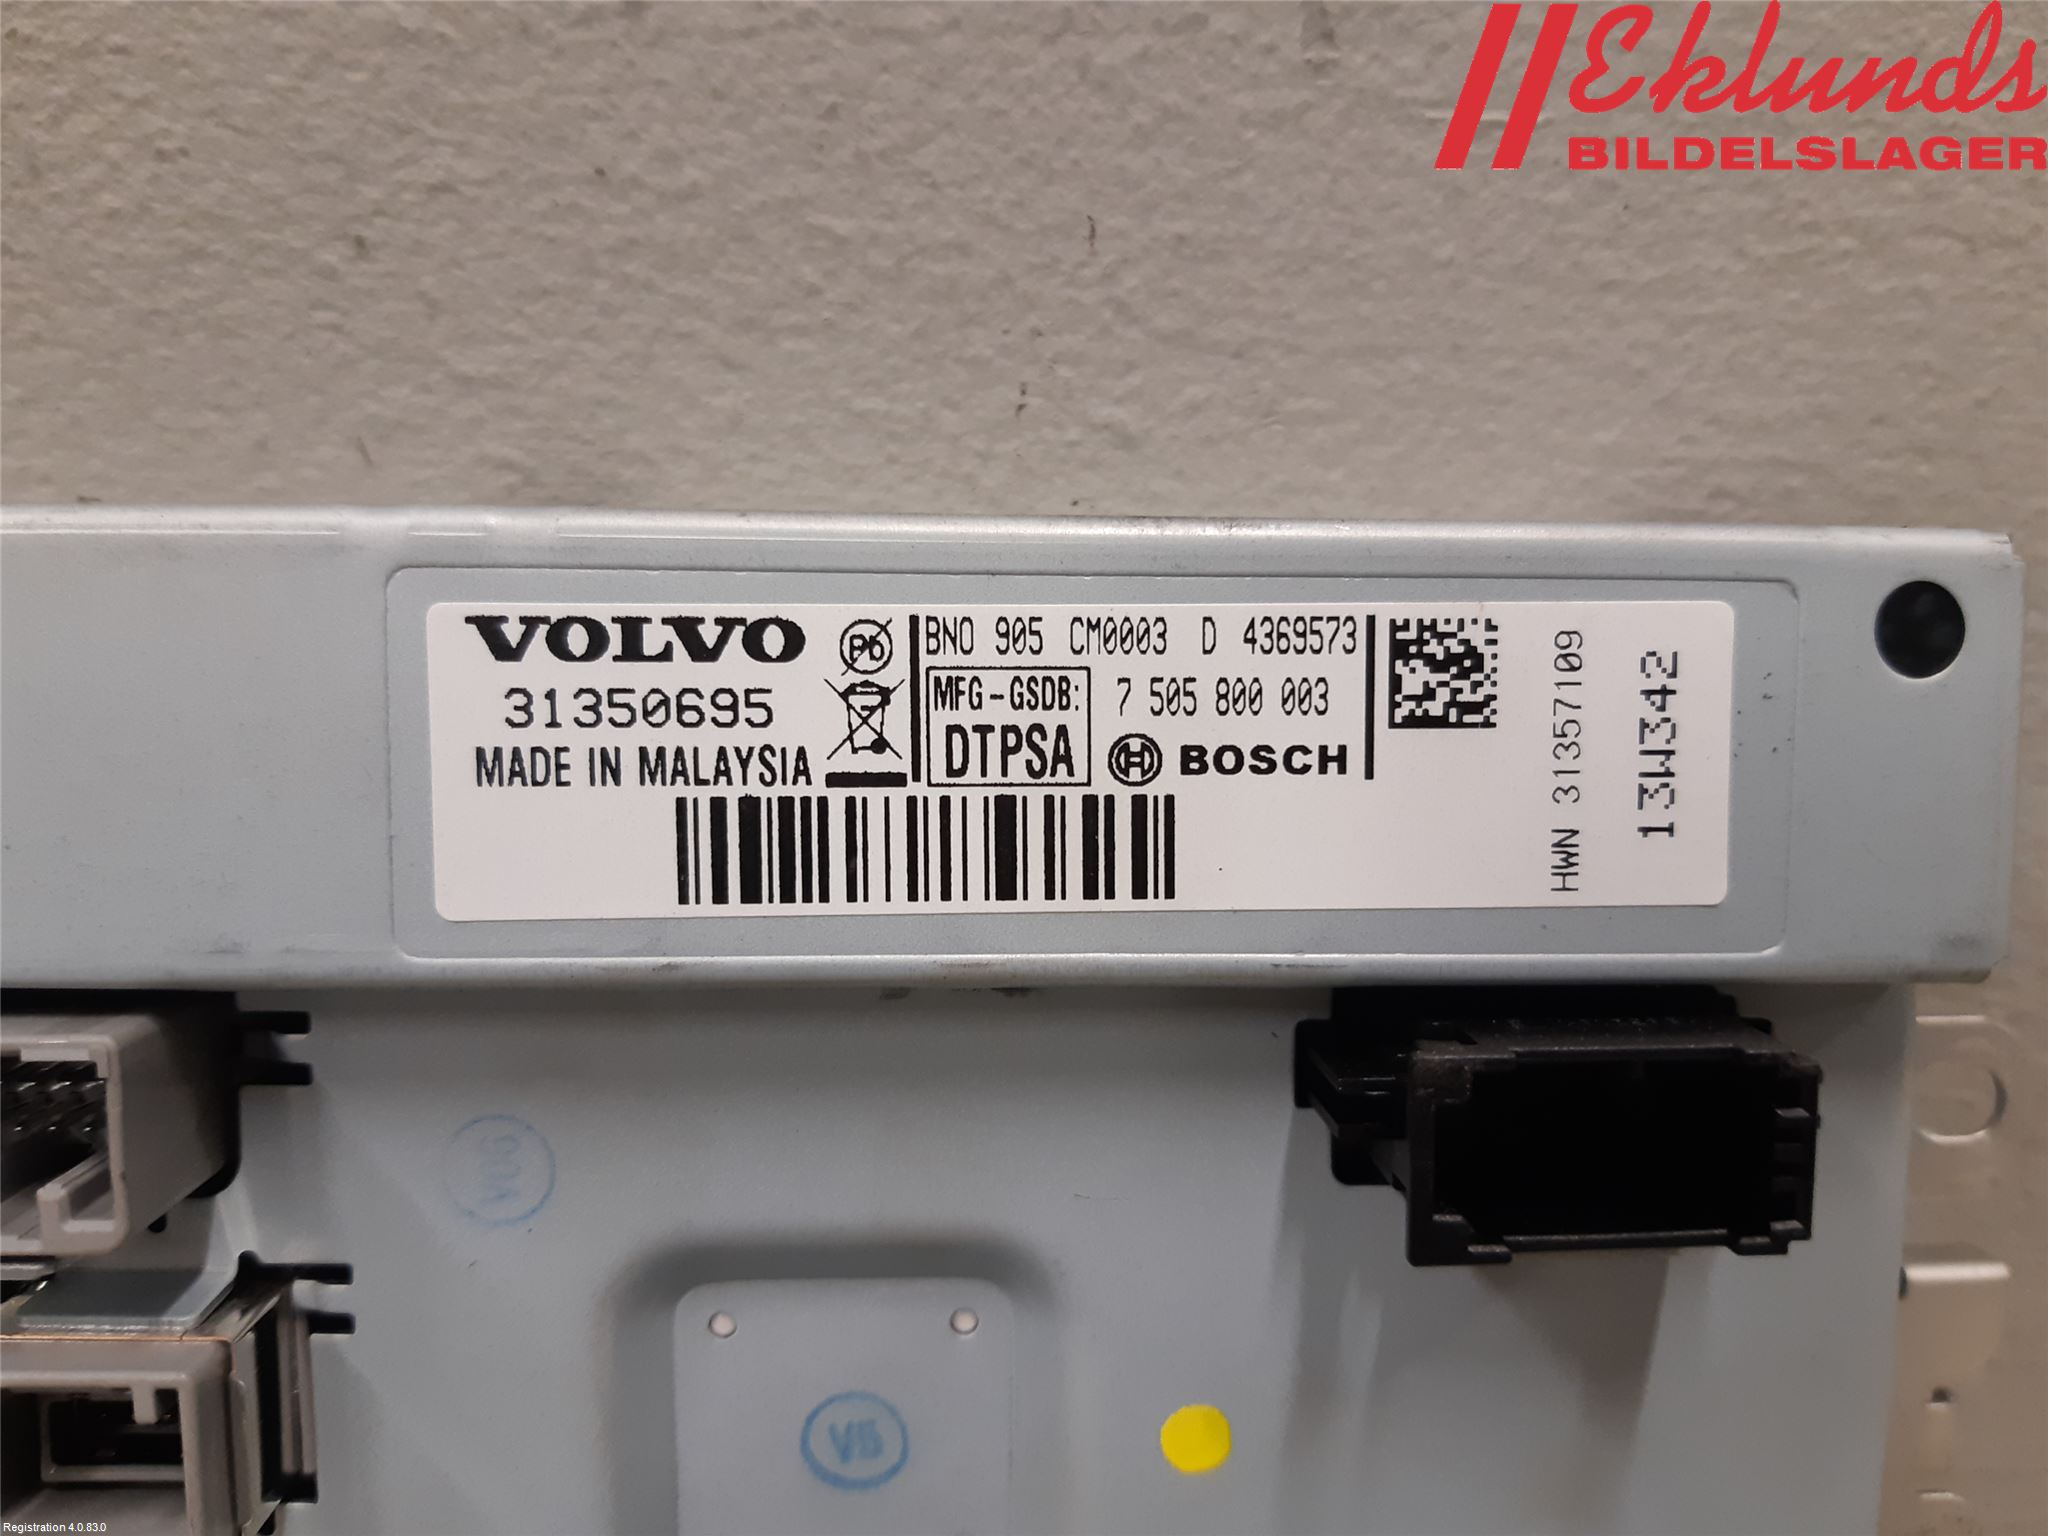 Eklunds
BILDELSLAGER
VOLVO
31350695
MADE IN MALAYSIA
Pb
BNO 905 CM0003 D 4369573
MFG-GSDB:
DTPSA
7 505 800 003
BOSCH
HWN 31357109
13W342
Registration 4.0.83.0